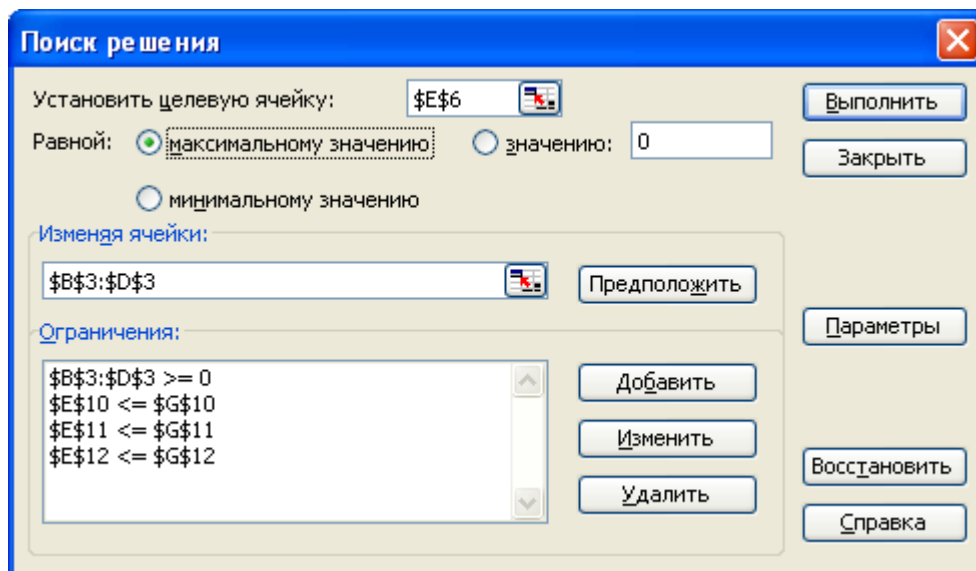 Поиск решения
Установить целевую ячейку: $E$6 Выполнить
Равной: максимальному значению значению: 0 Закрыть
минимальному значению
Изменяя ячейки:
$B$3:$D$3 Предположить
Ограничения: Параметры
$B$3:$D$3 >= 0 Добавить
$E$10 <= $G$10
$E$11 <= $G$11 Изменить
$E$12 <= $G$12 Восстановить
Удалить
Справка